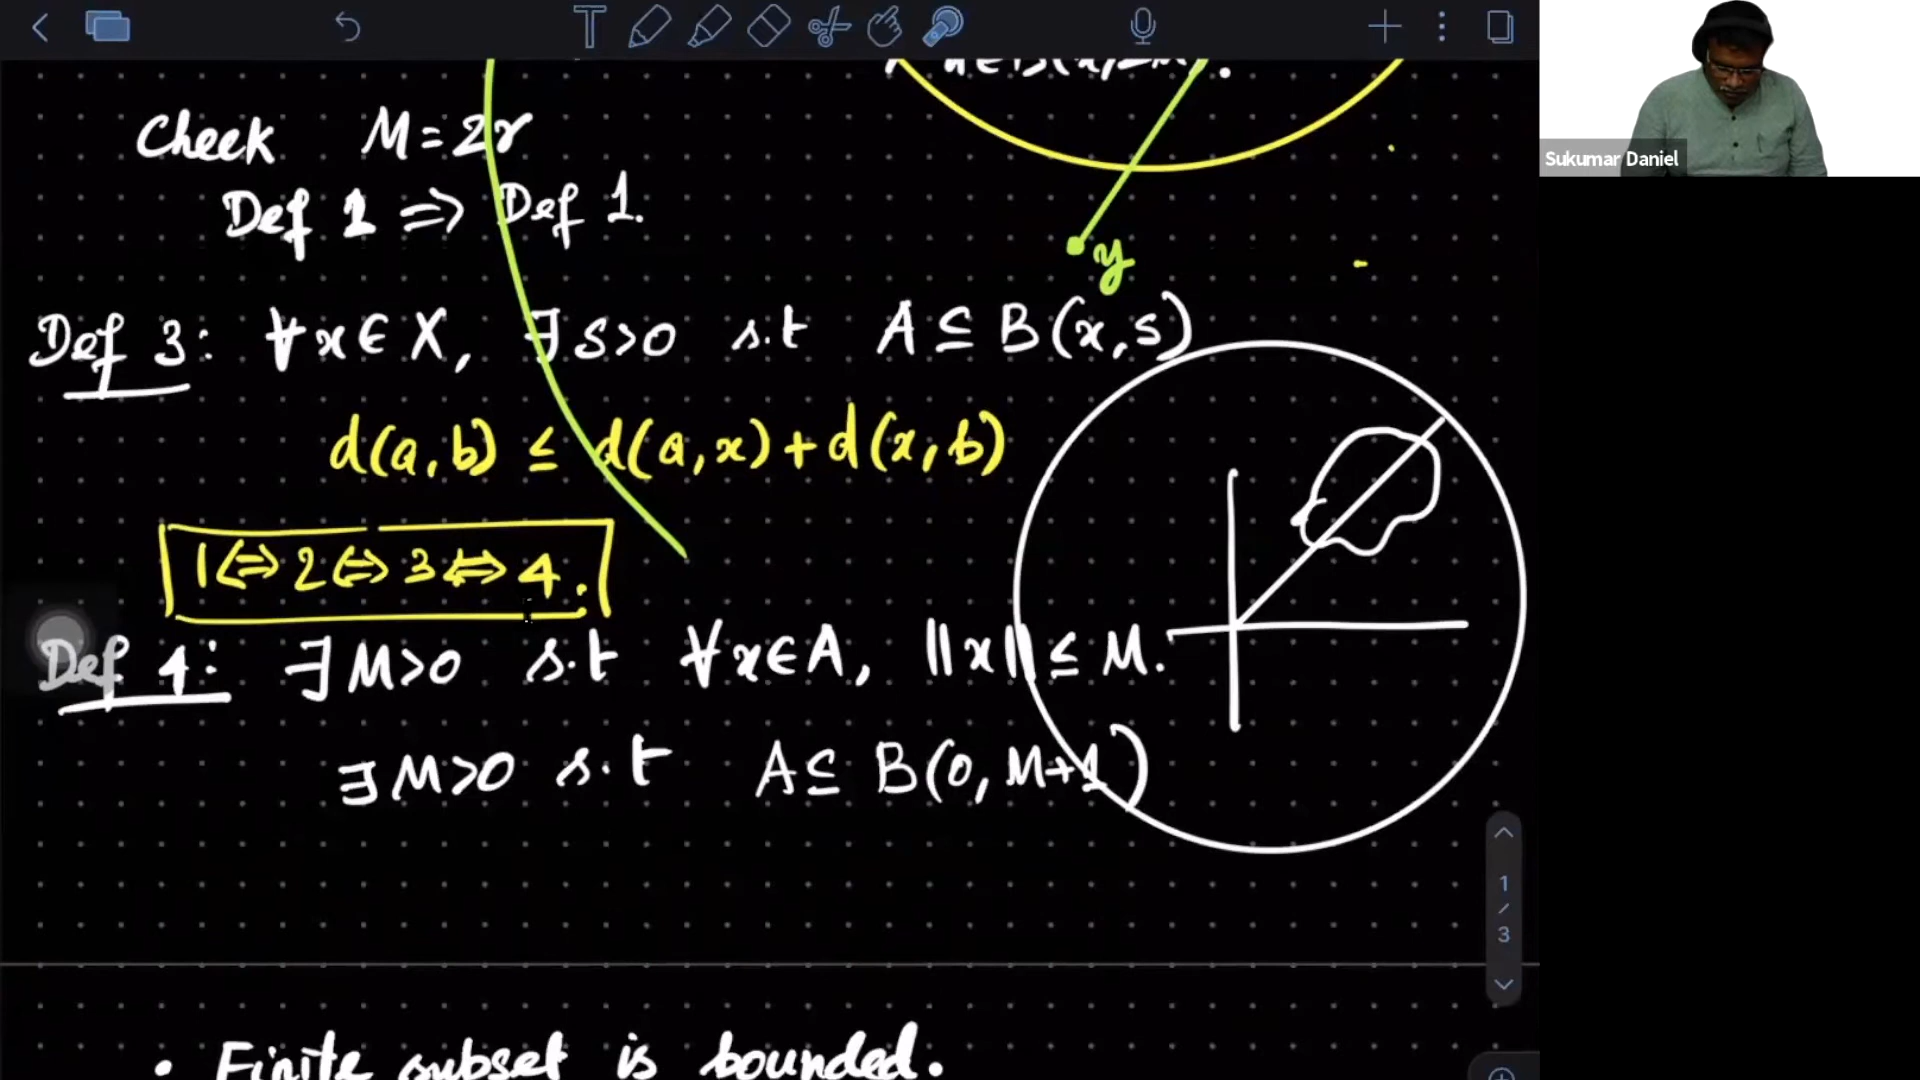 Sukumar Daniel
Check M = 2r
Def 2 ⇒ Def 1.
y
Def 3: ∀ x ∈ X, ∃ s > 0 s.t A ⊆ B(x, s)
d(a, b) ≤ d(a, x) + d(x, b)
1 ⇔ 2 ⇔ 3 ⇔ 4.
Def 4: ∃ M > 0 s.t ∀ x ∈ A, ||x|| ≤ M.
∃ M > 0 s.t A ⊆ B(0, M+1)
1
/
3
• Finite subset is bounded.